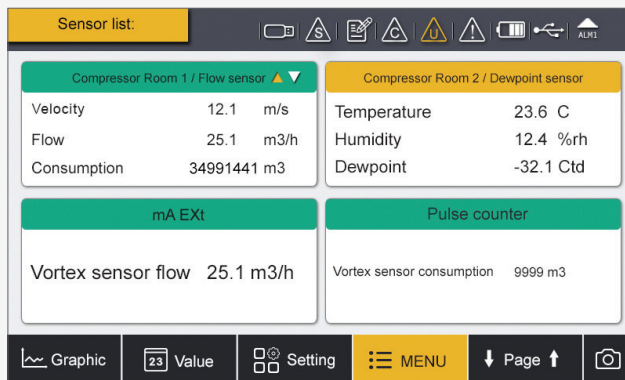 Sensor list:
S C U ! ALM1
Compressor Room 1 / Flow sensor
Velocity 12.1 m/s
Flow 25.1 m3/h
Consumption 34991441 m3
Compressor Room 2 / Dewpoint sensor
Temperature 23.6 C
Humidity 12.4 %rh
Dewpoint -32.1 Ctd
mA EXt
Vortex sensor flow 25.1 m3/h
Pulse counter
Vortex sensor consumption 9999 m3
Graphic 23 Value Setting MENU Page